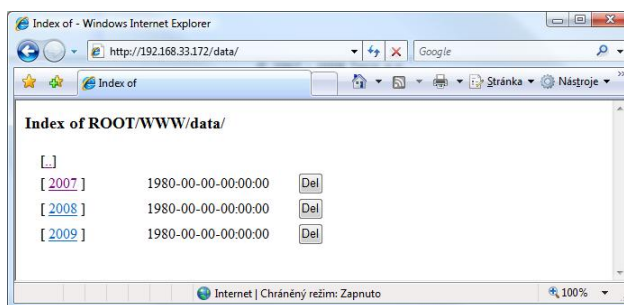 Index of - Windows Internet Explorer
http://192.168.33.172/data/ Google
Index of Stránka Nástroje »
Index of ROOT/WWW/data/
[..]
[ 2007 ] 1980-00-00-00:00:00 Del
[ 2008 ] 1980-00-00-00:00:00 Del
[ 2009 ] 1980-00-00-00:00:00 Del
Internet | Chráněný režim: Zapnuto 100%